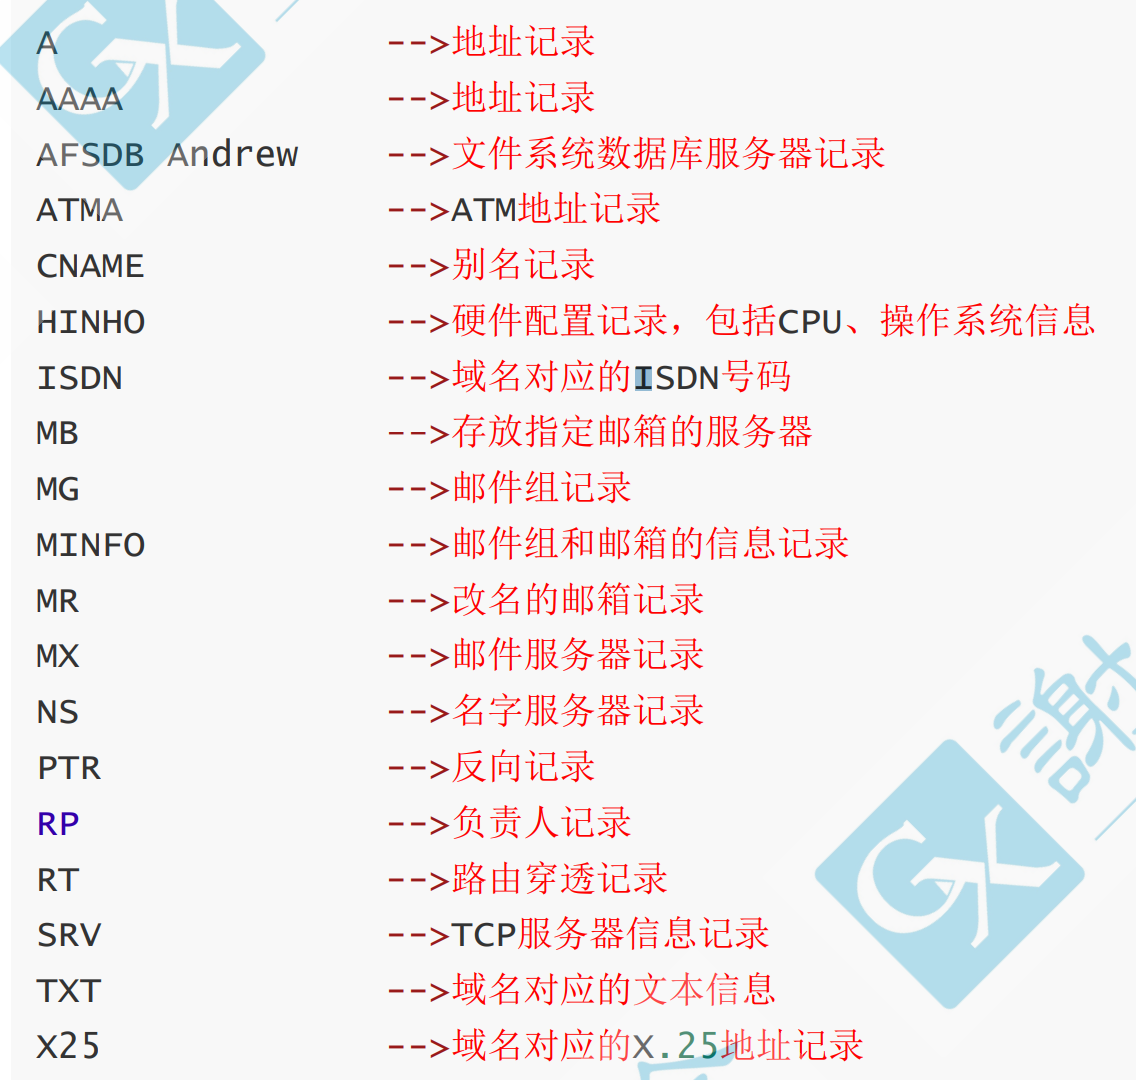 A -->地址记录
AAAA -->地址记录
AFSDB Andrew -->文件系统数据库服务器记录
ATMA -->ATM地址记录
CNAME -->别名记录
HINHO -->硬件配置记录，包括CPU、操作系统信息
ISDN -->域名对应的ISDN号码
MB -->存放指定邮箱的服务器
MG -->邮件组记录
MINFO -->邮件组和邮箱的信息记录
MR -->改名的邮箱记录
MX -->邮件服务器记录
NS -->名字服务器记录
PTR -->反向记录
RP -->负责人记录
RT -->路由穿透记录
SRV -->TCP服务器信息记录
TXT -->域名对应的文本信息
X25 -->域名对应的X.25地址记录
謝